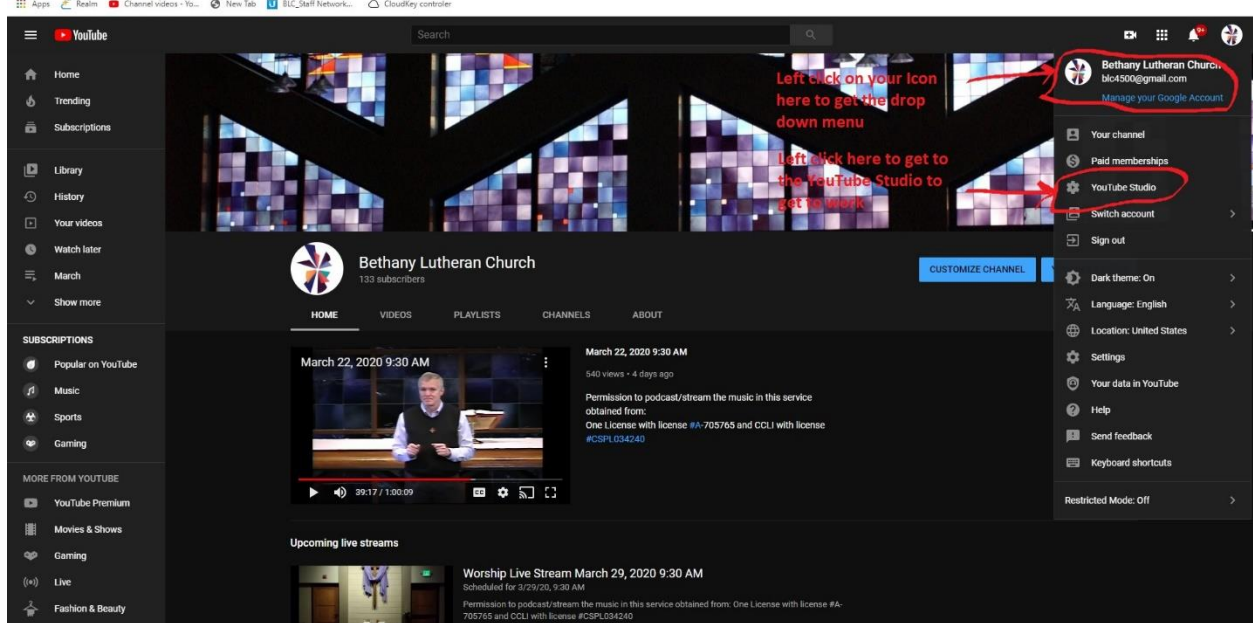 Apps Realm Channel videos - Yo... New Tab BLC_Staff Network... CloudKey controler
YouTube
Search
9+
Home
Trending
Subscriptions
Library
History
Your videos
Watch later
March
Show more
SUBSCRIPTIONS
Popular on YouTube
Music
Sports
Gaming
MORE FROM YOUTUBE
YouTube Premium
Movies & Shows
Gaming
Live
Fashion & Beauty
Left click on your Icon
here to get the drop
down menu
Left click here to get to
the YouTube Studio to
get to work
Bethany Lutheran Church
133 subscribers
CUSTOMIZE CHANNEL
HOME VIDEOS PLAYLISTS CHANNELS ABOUT
March 22, 2020 9:30 AM
39:17 / 1:00:09
March 22, 2020 9:30 AM
540 views • 4 days ago
Permission to podcast/stream the music in this service
obtained from:
One License with license #A-705765 and CCLI with license
#CSPL034240
Upcoming live streams
Worship Live Stream March 29, 2020 9:30 AM
Scheduled for 3/29/20, 9:30 AM
Permission to podcast/stream the music in this service obtained from: One License with license #A-
705765 and CCLI with license #CSPL034240
Bethany Lutheran Church
blc4500@gmail.com
Manage your Google Account
Your channel
Paid memberships
YouTube Studio
Switch account
Sign out
Dark theme: On
Language: English
Location: United States
Settings
Your data in YouTube
Help
Send feedback
Keyboard shortcuts
Restricted Mode: Off